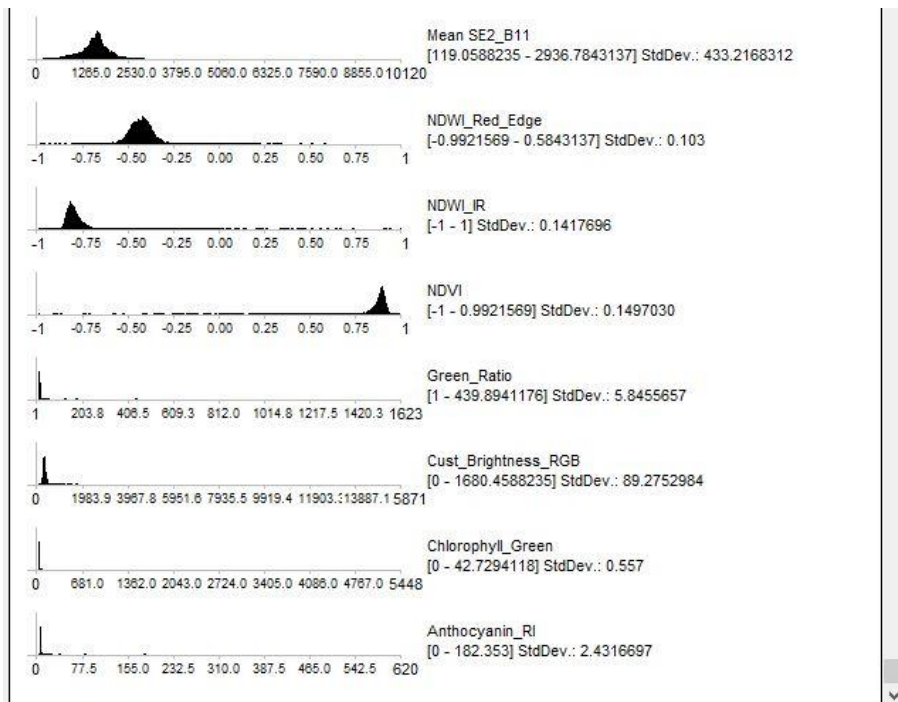 Mean SE2_B11
[119.0588235 - 2936.7843137] StdDev.: 433.2168312
0 1265.0 2530.0 3795.0 5060.0 6325.0 7590.0 8855.0 10120
NDWI_Red_Edge
[-0.9921569 - 0.5843137] StdDev.: 0.103
-1 -0.75 -0.50 -0.25 0.00 0.25 0.50 0.75 1
NDWI_IR
[-1 - 1] StdDev.: 0.1417696
-1 -0.75 -0.50 -0.25 0.00 0.25 0.50 0.75 1
NDVI
[-1 - 0.9921569] StdDev.: 0.1497030
-1 -0.75 -0.50 -0.25 0.00 0.25 0.50 0.75 1
Green_Ratio
[1 - 439.8941176] StdDev.: 5.8455657
1 203.8 406.5 609.3 812.0 1014.8 1217.5 1420.3 1623
Cust_Brightness_RGB
[0 - 1680.4588235] StdDev.: 89.2752984
0 1983.9 3967.8 5951.6 7935.5 9919.4 11903.3 13887.1 5871
Chlorophyll_Green
[0 - 42.7294118] StdDev.: 0.557
0 681.0 1362.0 2043.0 2724.0 3405.0 4086.0 4767.0 5448
Anthocyanin_RI
[0 - 182.353] StdDev.: 2.4316697
0 77.5 155.0 232.5 310.0 387.5 465.0 542.5 620